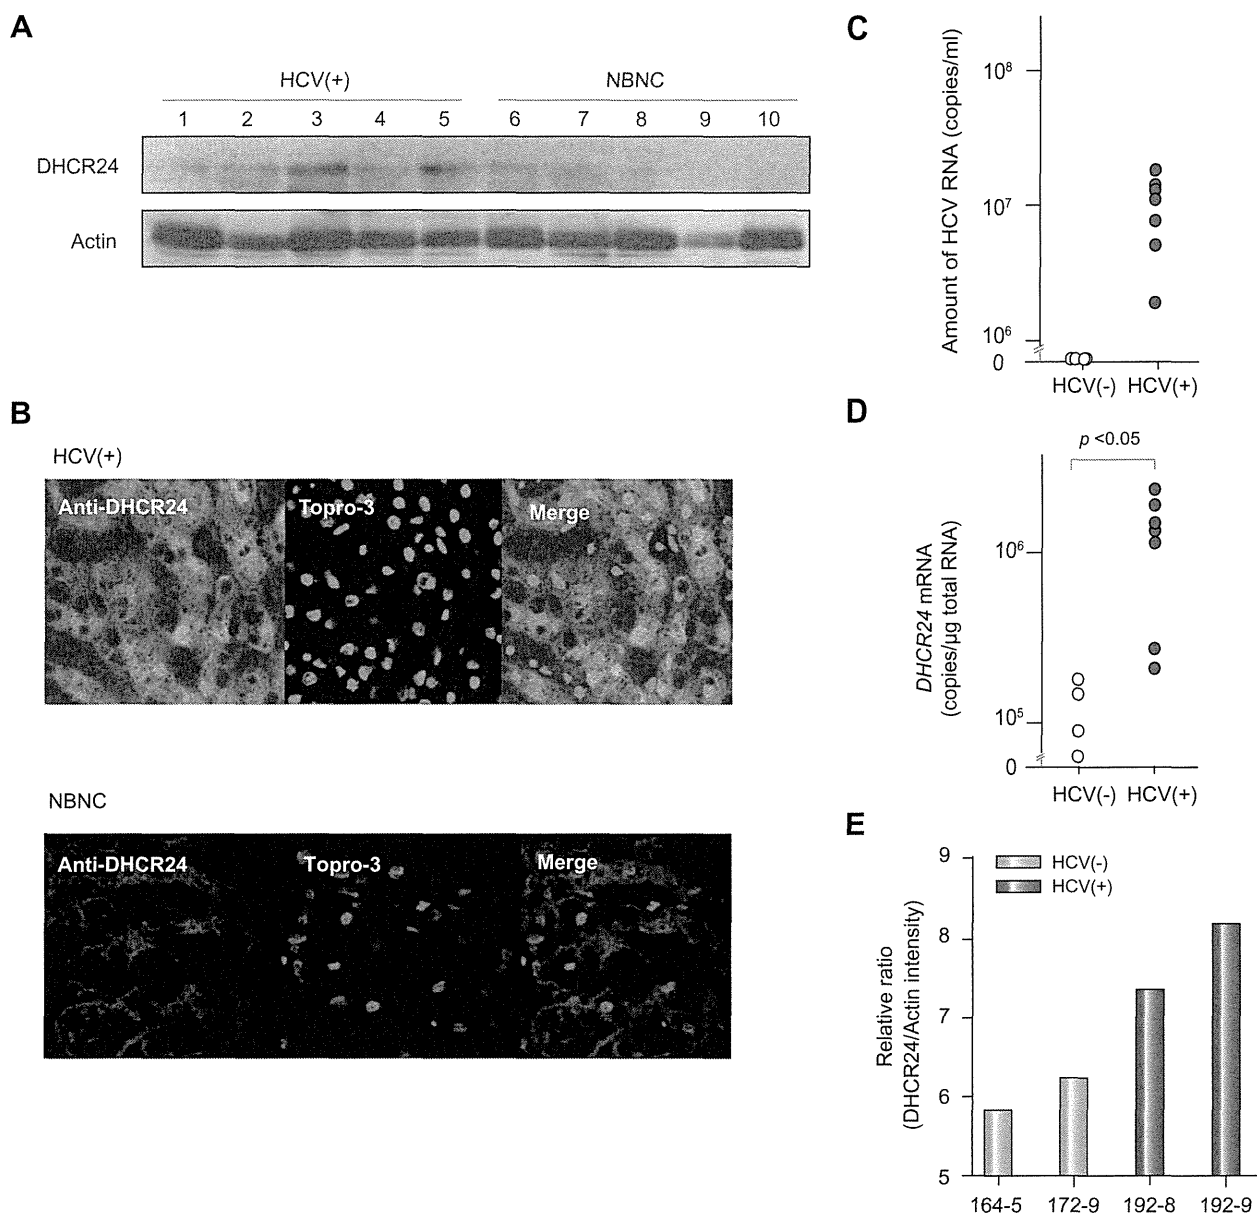 A
HCV(+) NBNC
1 2 3 4 5 6 7 8 9 10
DHCR24
Actin
B
HCV(+)
Anti-DHCR24 Topro-3 Merge
NBNC
Anti-DHCR24 Topro-3 Merge
C
Amount of HCV RNA (copies/ml)
10⁸
10⁷
10⁶
0
HCV(-) HCV(+)
D
p <0.05
DHCR24 mRNA
(copies/µg total RNA)
10⁶
10⁵
0
HCV(-) HCV(+)
E
Relative ratio
(DHCR24/Actin intensity)
9
8
7
6
5
HCV(-)
HCV(+)
164-5 172-9 192-8 192-9